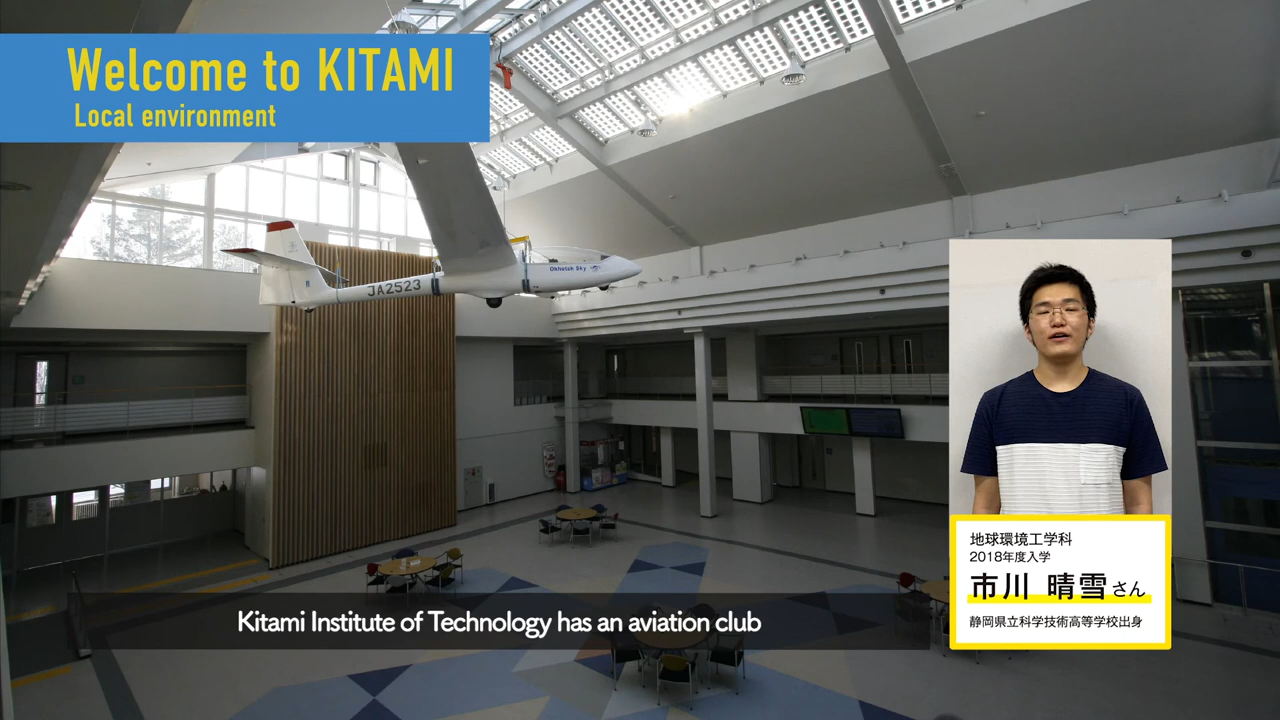 Welcome to KITAMI
Local environment
JA2523
Okhotsk Sky
地球環境工学科
2018年度入学
市川 晴雪さん
静岡県立科学技術高等学校出身
Kitami Institute of Technology has an aviation club